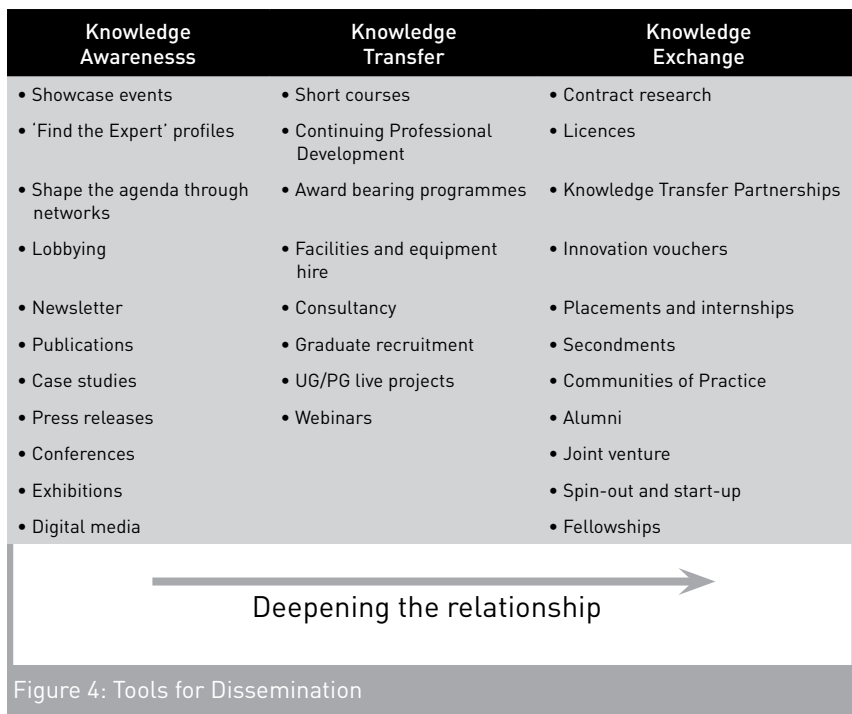 Knowledge
Awarenesss
Knowledge
Transfer
Knowledge
Exchange
• Showcase events
• Short courses
• Contract research
• 'Find the Expert' profiles
• Continuing Professional
Development
• Licences
• Shape the agenda through
networks
• Award bearing programmes
• Knowledge Transfer Partnerships
• Lobbying
• Facilities and equipment
hire
• Innovation vouchers
• Newsletter
• Consultancy
• Placements and internships
• Publications
• Graduate recruitment
• Secondments
• Case studies
• UG/PG live projects
• Communities of Practice
• Press releases
• Webinars
• Alumni
• Conferences
• Joint venture
• Exhibitions
• Spin-out and start-up
• Digital media
• Fellowships
Deepening the relationship
Figure 4: Tools for Dissemination